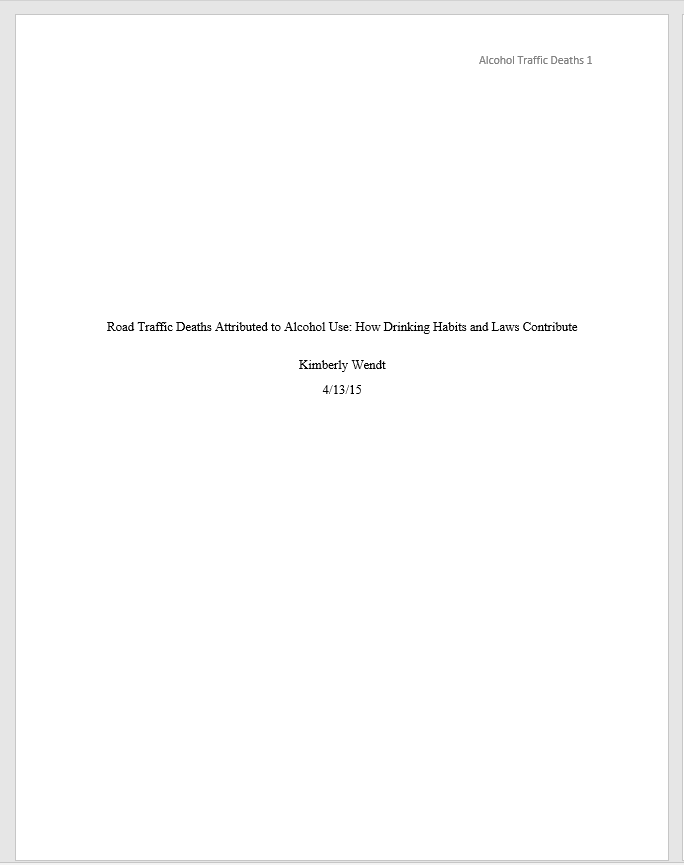 Alcohol Traffic Deaths 1
Road Traffic Deaths Attributed to Alcohol Use: How Drinking Habits and Laws Contribute
Kimberly Wendt
4/13/15